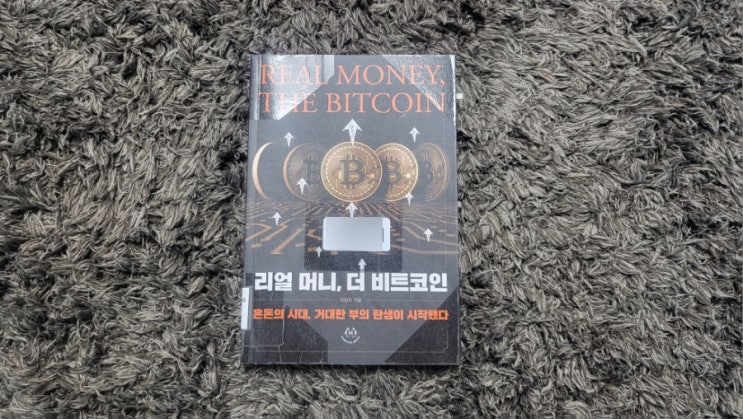 REAL MONEY,
THE BITCOIN
리얼 머니, 더 비트코인
혼돈의 시대, 거대한 부의 탄생이 시작됐다